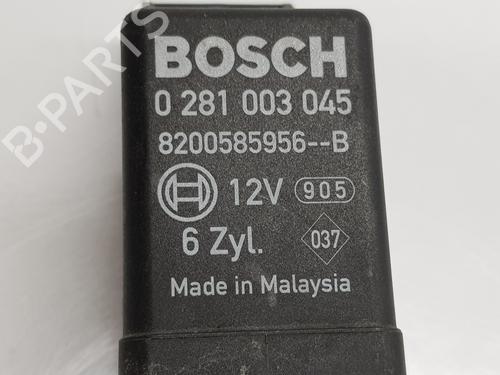 B-PARTS
BOSCH
0 281 003 045
8200585956--B
12V 905
6 Zyl. 037
Made in Malaysia